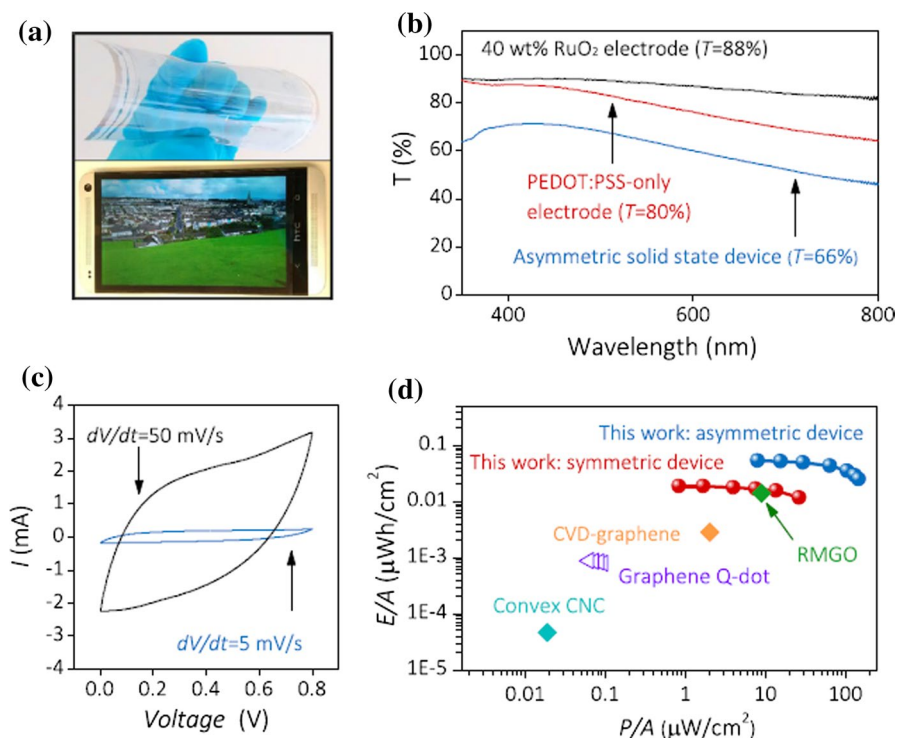 (a)
hTC
(b)
100
80
60
40
20
0
T (%)
40 wt% RuO₂ electrode (T=88%)
PEDOT:PSS-only
electrode (T=80%)
Asymmetric solid state device (T=66%)
400
600
800
Wavelength (nm)
(c)
4
3
2
1
0
-1
-2
-3
-4
I (mA)
dV/dt=50 mV/s
dV/dt=5 mV/s
0.0
0.2
0.4
0.6
0.8
Voltage (V)
(d)
0.1
0.01
1E-3
1E-4
1E-5
E/A (μWh/cm²)
This work: asymmetric device
This work: symmetric device
RMGO
CVD-graphene
Graphene Q-dot
Convex CNC
0.01
0.1
1
10
100
P/A (μW/cm²)